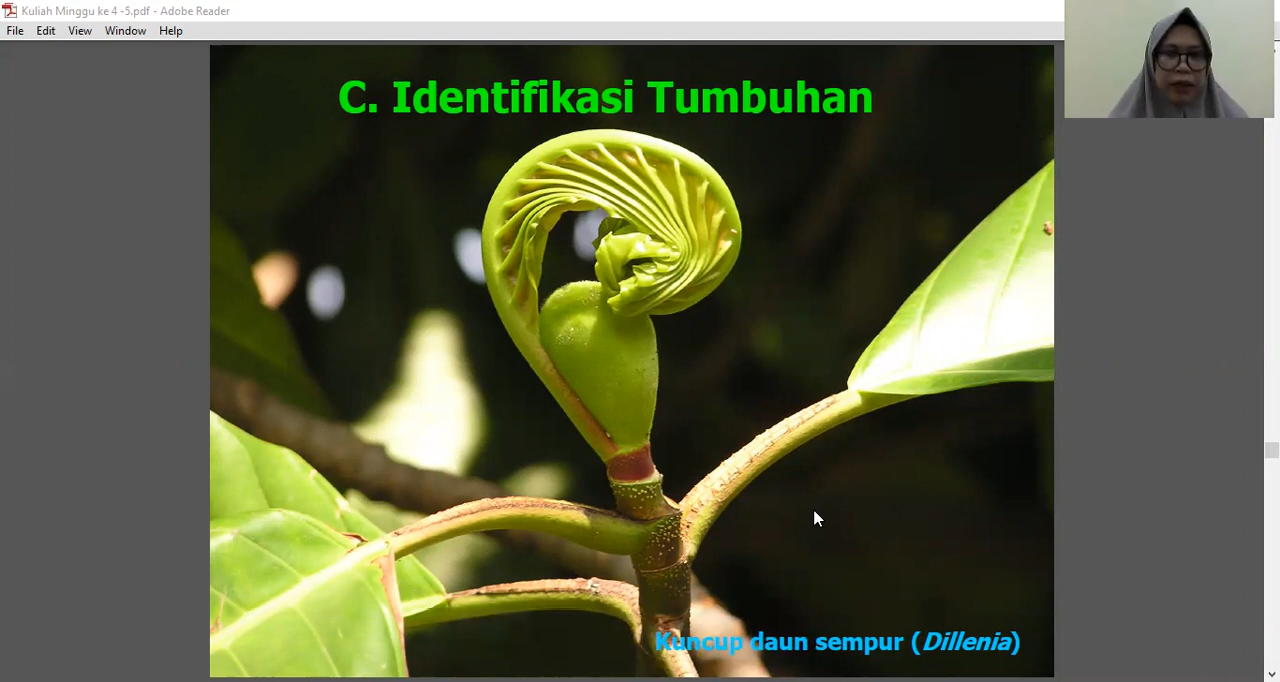 Kuliah Minggu ke 4 -5.pdf - Adobe Reader
File Edit View Window Help
C. Identifikasi Tumbuhan
Kuncup daun sempur (Dillenia)